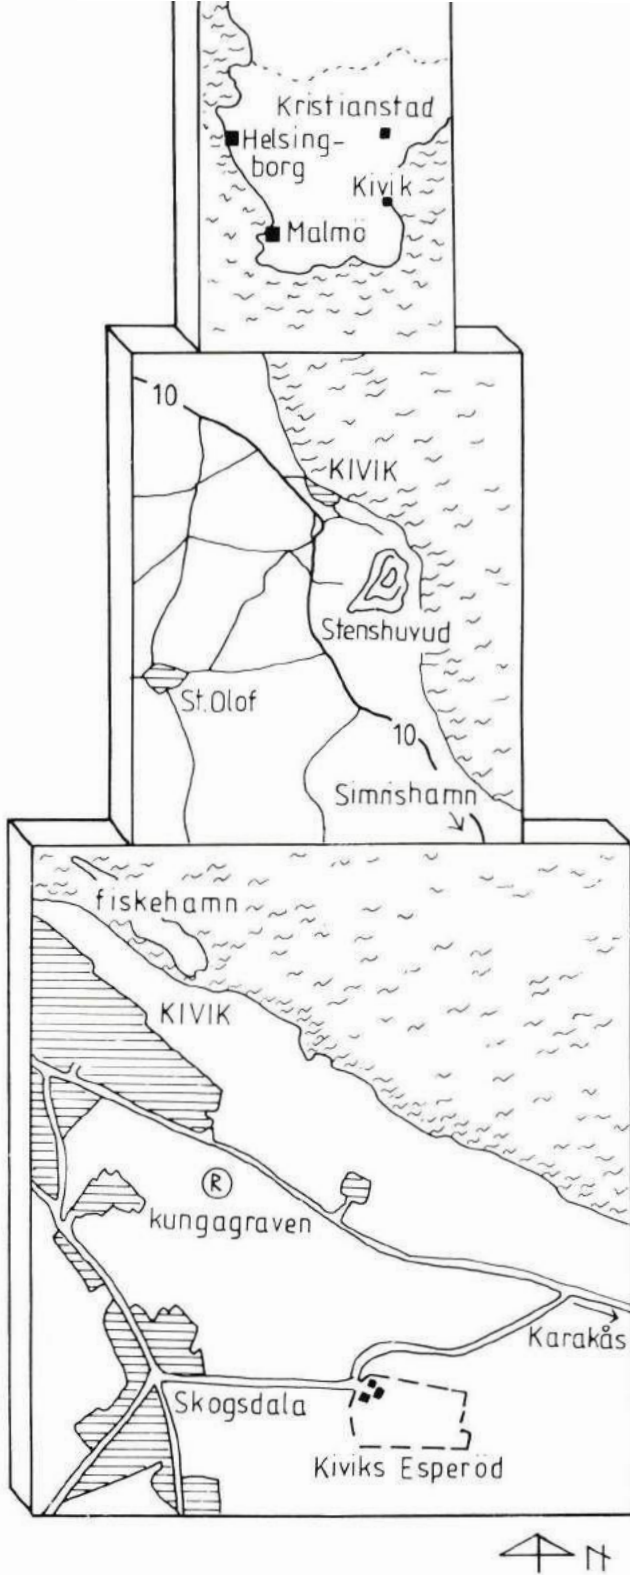 Kristianstad
Helsing-
borg
Kivik
Malmö
10
KIVIK
Stenshuvud
St.Olof
10
Simrishamn
fiskehamn
KIVIK
R
kungagraven
Karakås
Skogsdala
Kiviks Esperöd
N